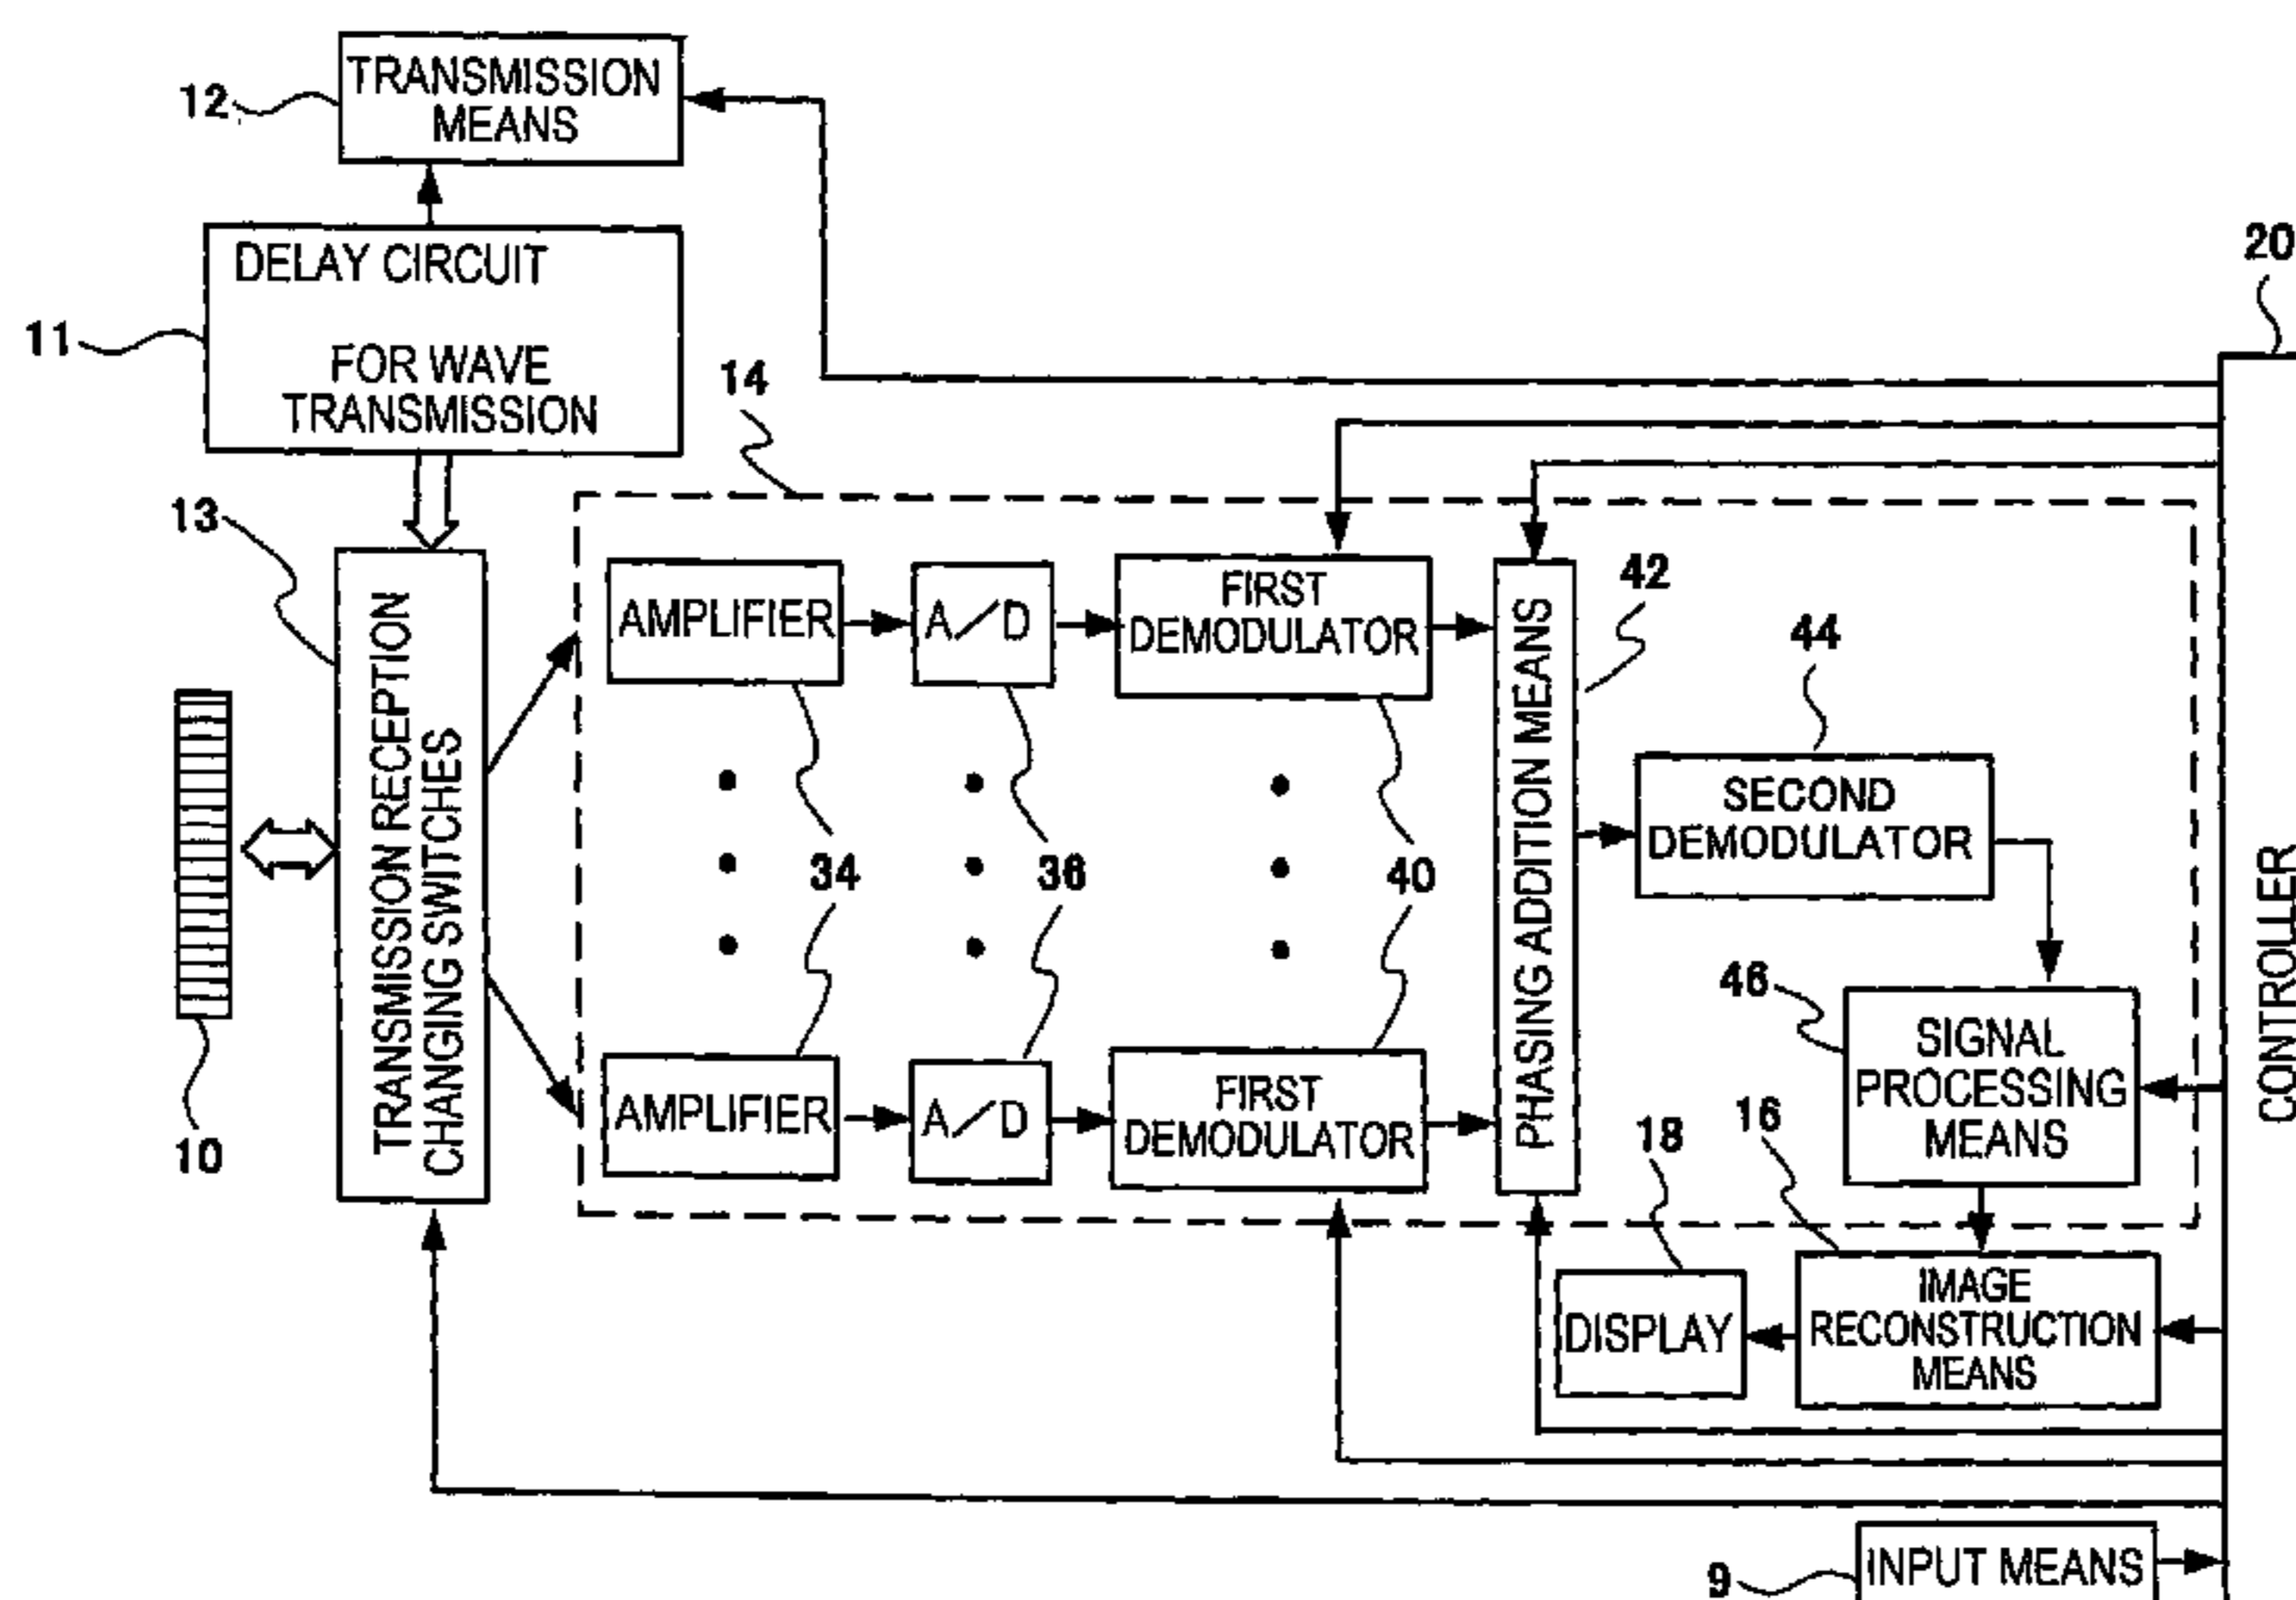 12
TRANSMISSION
MEANS
20
DELAY CIRCUIT
11
FOR WAVE
TRANSMISSION
14
13
TRANSMISSION RECEPTION
CHANGING SWITCHES
10
AMPLIFIER
A/D
FIRST
DEMODULATOR
PHASING ADDITION MEANS
42
44
SECOND
DEMODULATOR
34
36
40
46
SIGNAL
PROCESSING
MEANS
CONTROLLER
AMPLIFIER
A/D
FIRST
DEMODULATOR
18
16
DISPLAY
IMAGE
RECONSTRUCTION
MEANS
9
INPUT MEANS